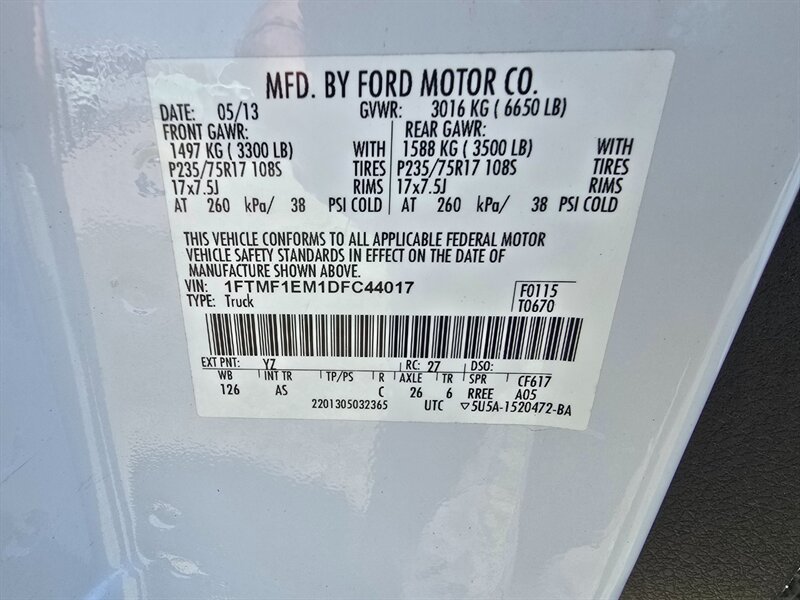 MFD. BY FORD MOTOR CO.
DATE: 05/13 GVWR: 3016 KG ( 6650 LB)
FRONT GAWR: REAR GAWR:
1497 KG ( 3300 LB) WITH 1588 KG ( 3500 LB) WITH
P235/75R17 108S TIRES P235/75R17 108S TIRES
17x7.5J RIMS 17x7.5J RIMS
AT 260 kPa/ 38 PSI COLD AT 260 kPa/ 38 PSI COLD
THIS VEHICLE CONFORMS TO ALL APPLICABLE FEDERAL MOTOR
VEHICLE SAFETY STANDARDS IN EFFECT ON THE DATE OF
MANUFACTURE SHOWN ABOVE.
VIN: 1FTMF1EM1DFC44017 F0115
TYPE: Truck T0670
EXT PNT: YZ RC: 27 DSO:
WB INT TR TP/PS R AXLE TR SPR CF617
126 AS C 26 6 RREE A05
2201305032365 UTC ▽5U5A-1520472-BA